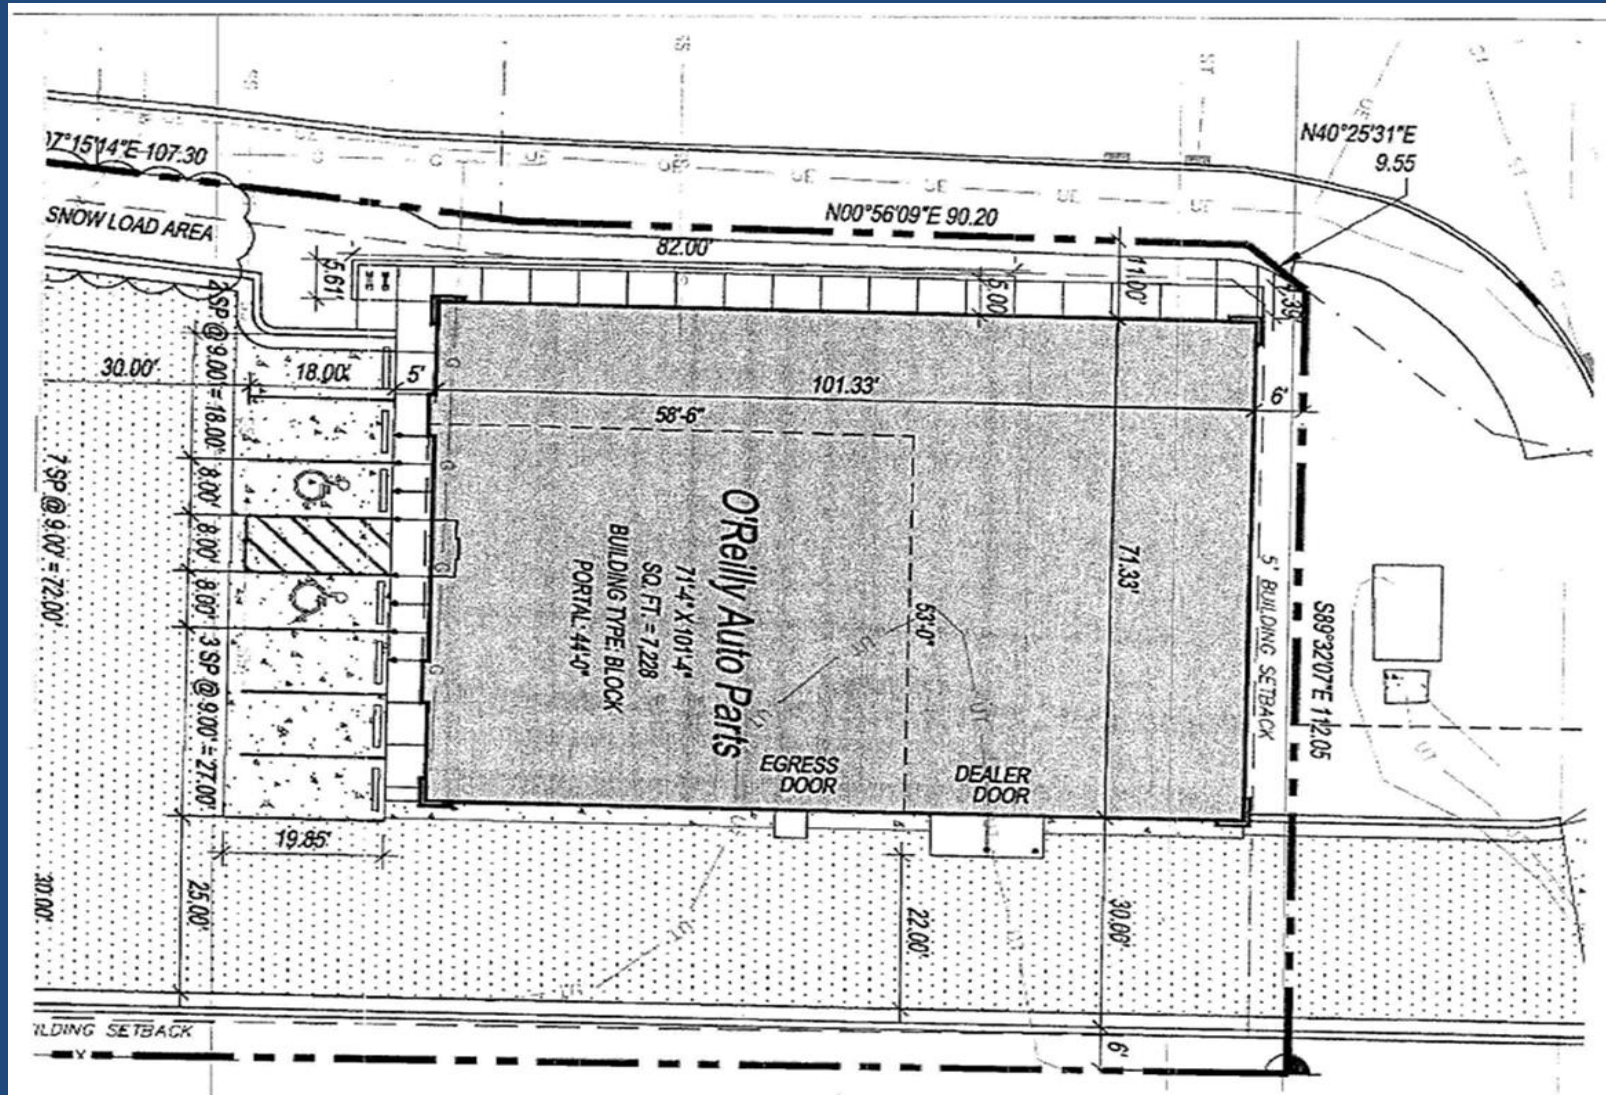 07°15'14"E 107.30
SNOW LOAD AREA
N40°25'31"E
9.55
N00°56'09"E 90.20
82.00'
5.61'
5.00'
11.00'
2 SP @ 9.00' = 18.00'
30.00'
18.00'
5'
101.33'
6'
58'-6"
8.00'
8.00'
8.00'
3 SP @ 9.00' = 27.00'
7 SP @ 9.00' = 72.00'
O'Reilly Auto Parts
71'-4" X 101'-4"
SQ.FT. = 7,228
BUILDING TYPE: BLOCK
PORTAL: 44'-0"
53'-0"
71.33'
5' BUILDING SETBACK
S89°32'07"E 112.05
EGRESS
DOOR
DEALER
DOOR
19.85'
25.00'
30.00'
22.00'
30.00'
6'
ILDING SETBACK